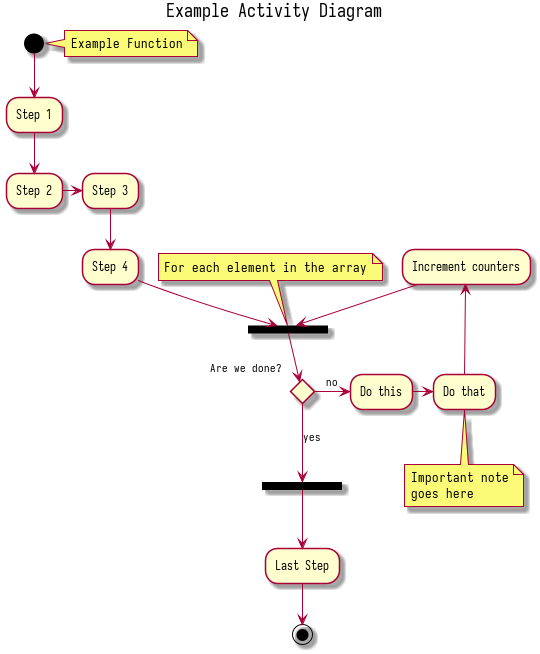 Example Activity Diagram
Example Function
Step 1
Step 2
Step 3
Step 4
For each element in the array
Increment counters
Are we done?
no
Do this
Do that
yes
Important note
goes here
Last Step